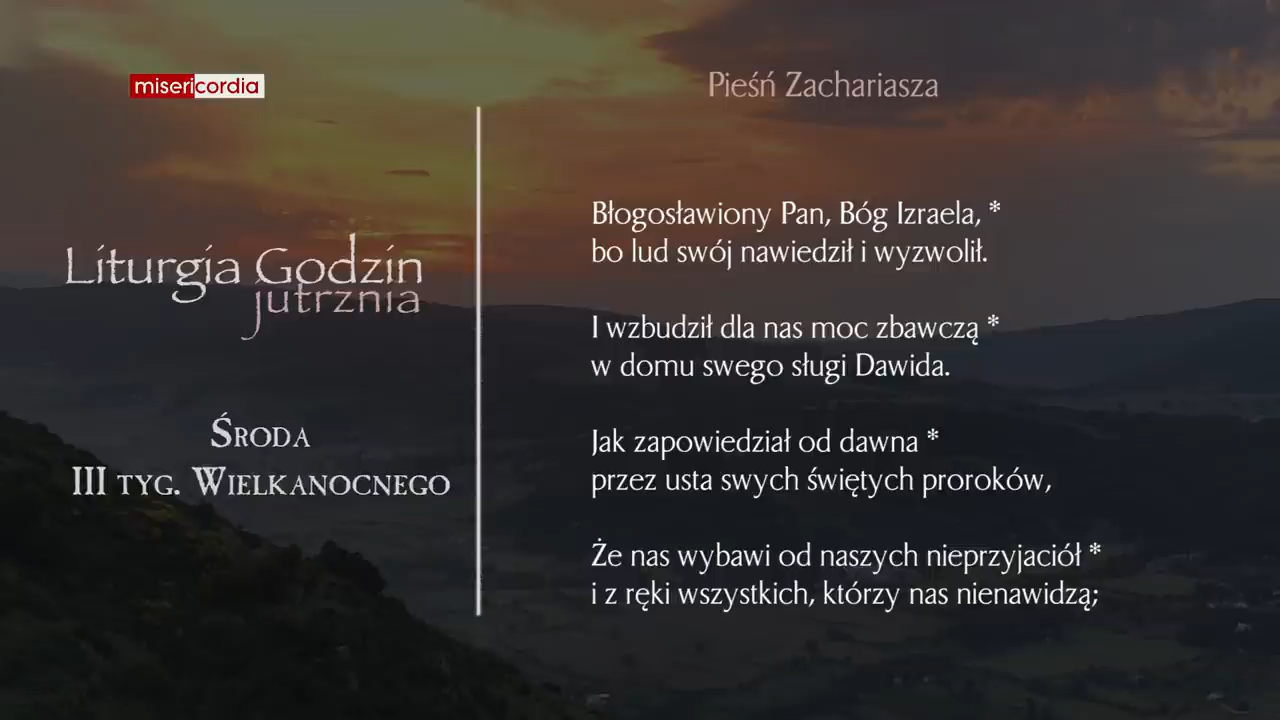 misericordia
Liturgia Godzin
jutrznia
Środa
III tyg. Wielkanocnego
Pieśń Zachariasza
Błogosławiony Pan, Bóg Izraela, *
bo lud swój nawiedził i wyzwolił.
I wzbudził dla nas moc zbawczą *
w domu swego sługi Dawida.
Jak zapowiedział od dawna *
przez usta swych świętych proroków,
Że nas wybawi od naszych nieprzyjaciół *
i z ręki wszystkich, którzy nas nienawidzą;